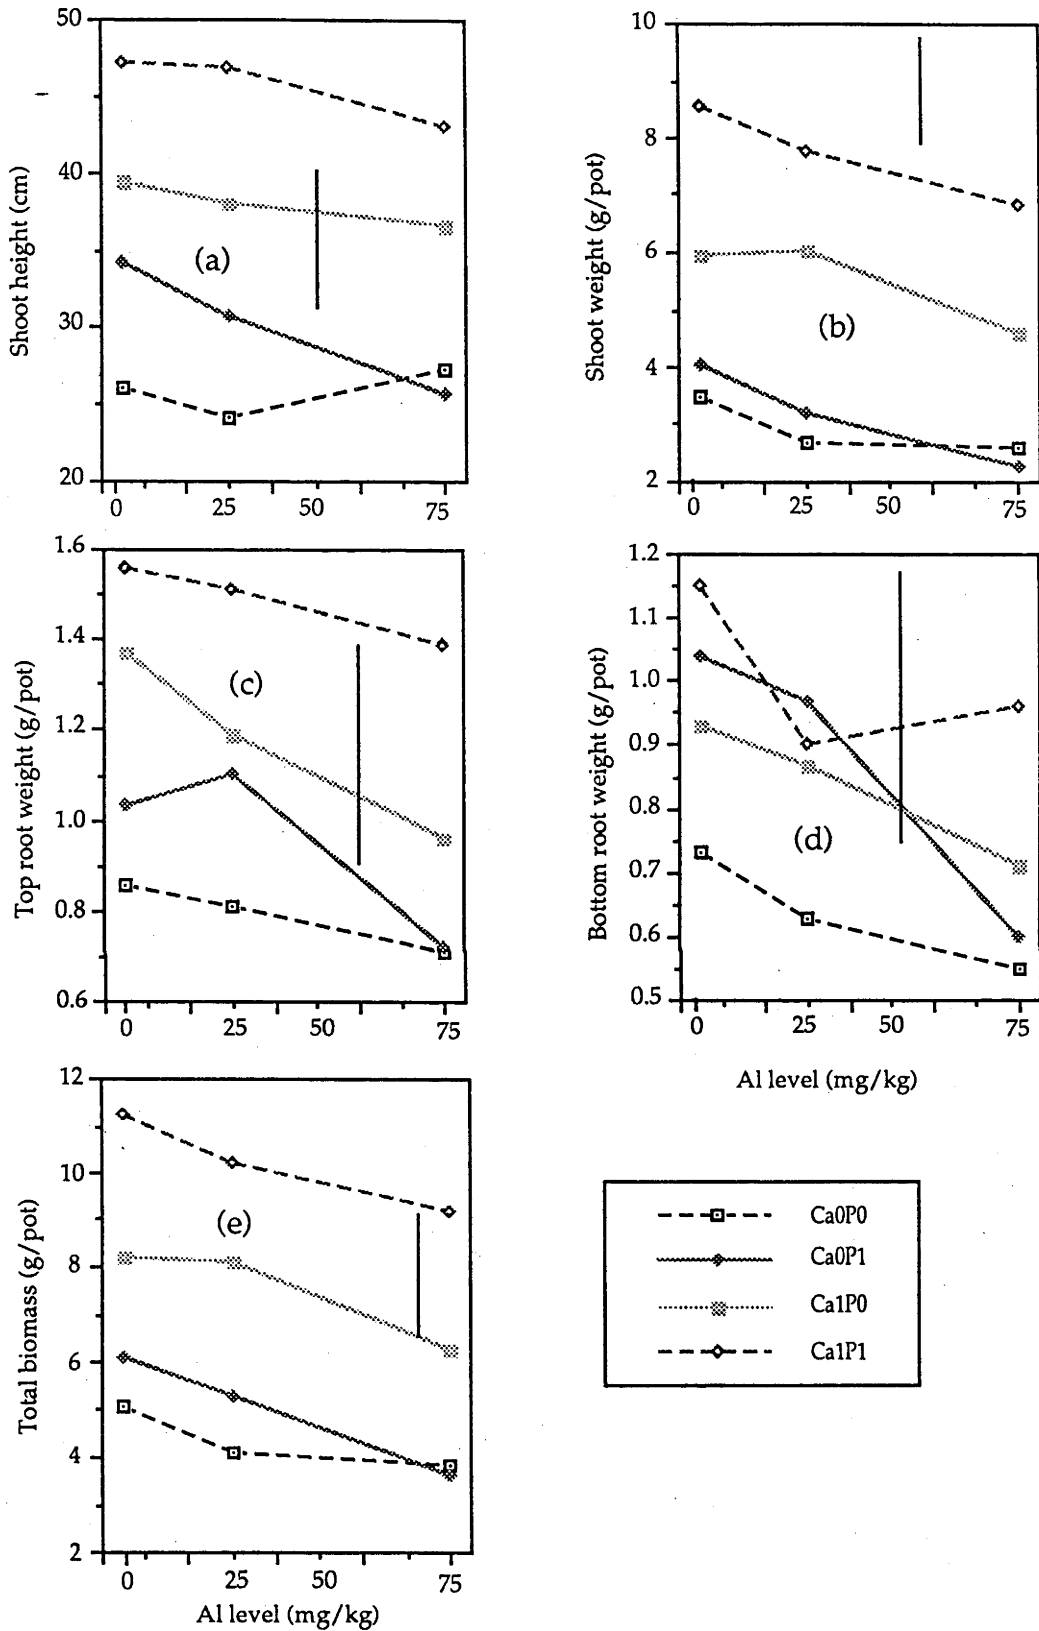 50
40
30
20
Shoot height (cm)
(a)
0 25 50 75
10
8
6
4
2
Shoot weight (g/pot)
(b)
0 25 50 75
1.6
1.4
1.2
1.0
0.8
0.6
Top root weight (g/pot)
(c)
0 25 50 75
1.2
1.1
1.0
0.9
0.8
0.7
0.6
0.5
Bottom root weight (g/pot)
(d)
0 25 50 75
Al level (mg/kg)
12
10
8
6
4
2
Total biomass (g/pot)
(e)
0 25 50 75
Al level (mg/kg)
Ca0P0
Ca0P1
Ca1P0
Ca1P1